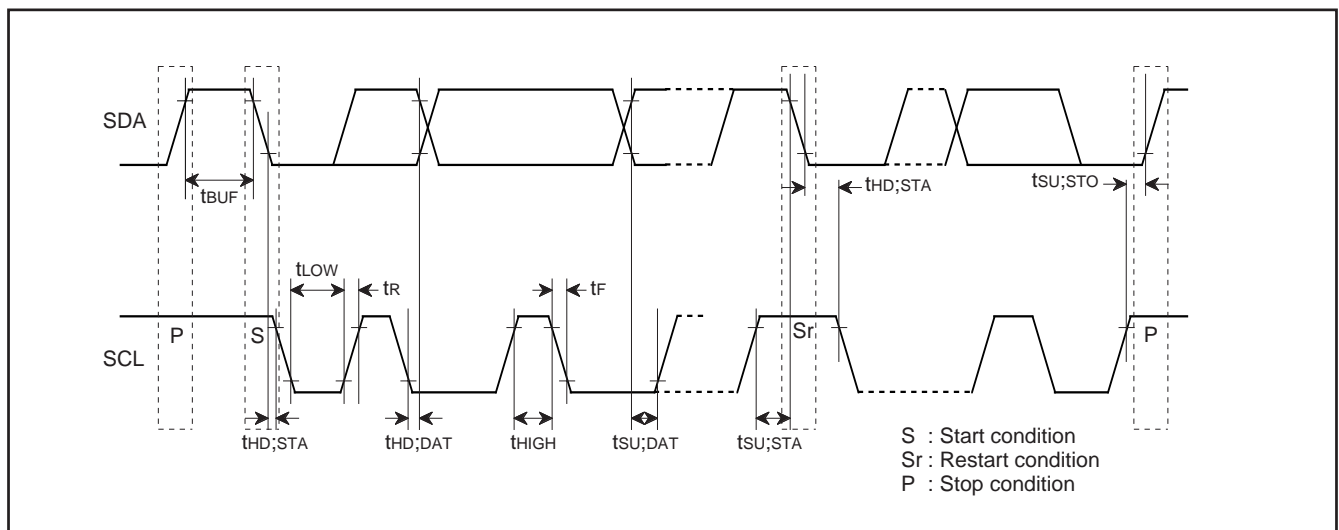 SDA
tBUF
tHD;STA
tSU;STO
tLOW
tR
tF
P
S
Sr
P
SCL
tHD;STA
tHD;DAT
tHIGH
tSU;DAT
tSU;STA
S : Start condition
Sr : Restart condition
P : Stop condition